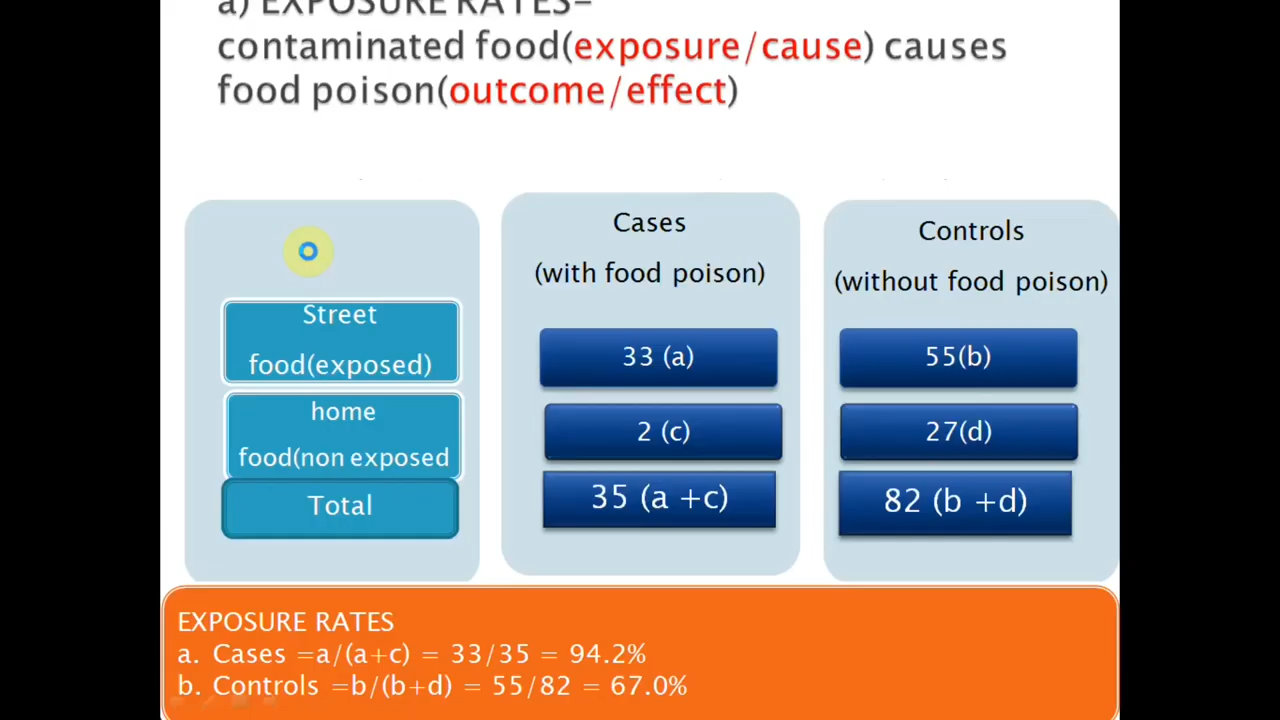 a) EXPOSURE RATES=
contaminated food(exposure/cause) causes
food poison(outcome/effect)
Cases
(with food poison)
Controls
(without food poison)
Street
food(exposed)
33 (a)
55(b)
home
food(non exposed
2 (c)
27(d)
Total
35 (a +c)
82 (b +d)
EXPOSURE RATES
a. Cases =a/(a+c) = 33/35 = 94.2%
b. Controls =b/(b+d) = 55/82 = 67.0%